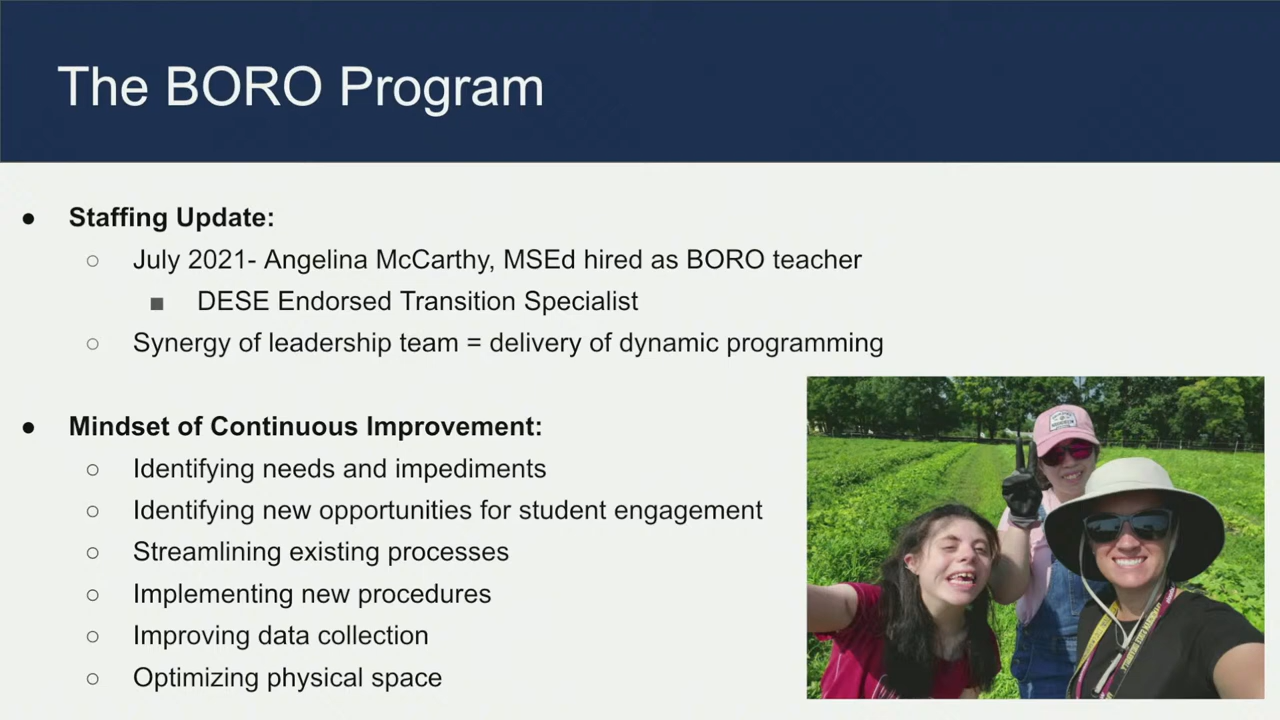 The BORO Program
● Staffing Update:
○ July 2021- Angelina McCarthy, MSEd hired as BORO teacher
■ DESE Endorsed Transition Specialist
○ Synergy of leadership team = delivery of dynamic programming
● Mindset of Continuous Improvement:
○ Identifying needs and impediments
○ Identifying new opportunities for student engagement
○ Streamlining existing processes
○ Implementing new procedures
○ Improving data collection
○ Optimizing physical space